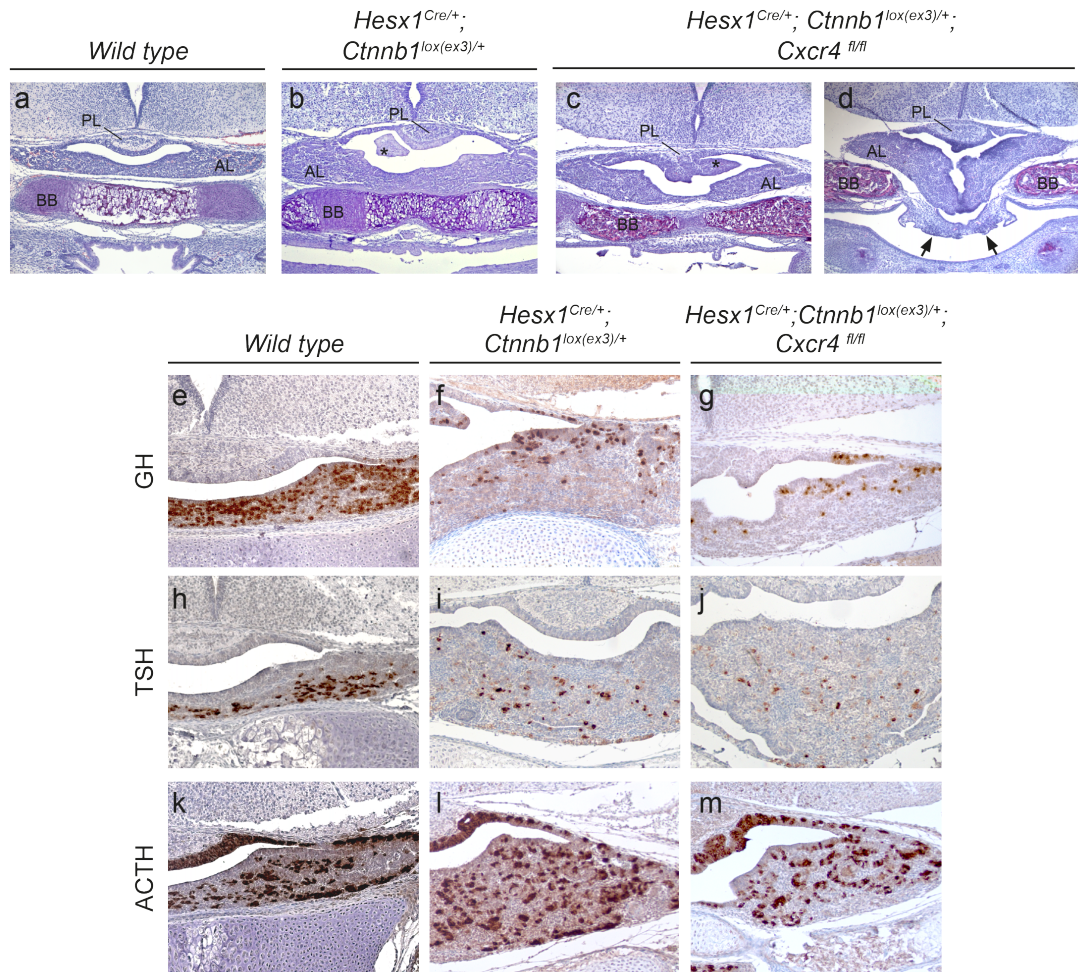 Wild type
Hesx1Cre/+;
Ctnnb1lox(ex3)/+
Hesx1Cre/+; Ctnnb1lox(ex3)/+;
Cxcr4 fl/fl
a
PL
AL
BB
b
PL
*
AL
BB
c
PL
*
AL
BB
d
PL
AL
BB
BB
Wild type
Hesx1Cre/+;
Ctnnb1lox(ex3)/+
Hesx1Cre/+;Ctnnb1lox(ex3)/+;
Cxcr4 fl/fl
GH
e
f
g
TSH
h
i
j
ACTH
k
l
m